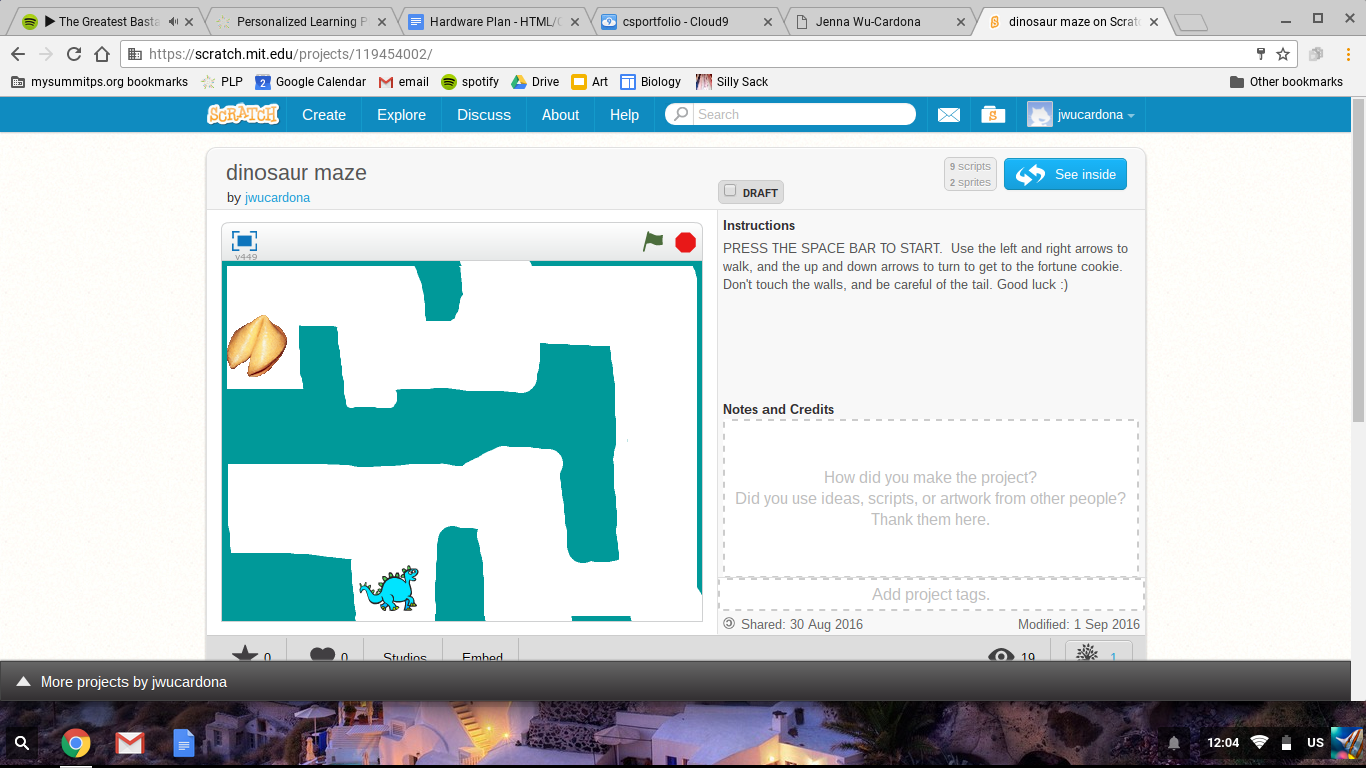 The Greatest Basta
Personalized Learning P
Hardware Plan - HTML/C
csportfolio - Cloud9
Jenna Wu-Cardona
dinosaur maze on Scrat
https://scratch.mit.edu/projects/119454002/
mysummitps.org bookmarks
PLP
2 Google Calendar
email
spotify
Drive
Art
Biology
Silly Sack
Other bookmarks
SCRATCH
Create
Explore
Discuss
About
Help
Search
jwucardona
dinosaur maze
by jwucardona
DRAFT
9 scripts
2 sprites
See inside
v449
Instructions
PRESS THE SPACE BAR TO START.  Use the left and right arrows to
walk, and the up and down arrows to turn to get to the fortune cookie.
Don't touch the walls, and be careful of the tail. Good luck :)
Notes and Credits
How did you make the project?
Did you use ideas, scripts, or artwork from other people?
Thank them here.
Add project tags.
Shared: 30 Aug 2016
Modified: 1 Sep 2016
0
0
Studios
Embed
19
1
More projects by jwucardona
12:04
US